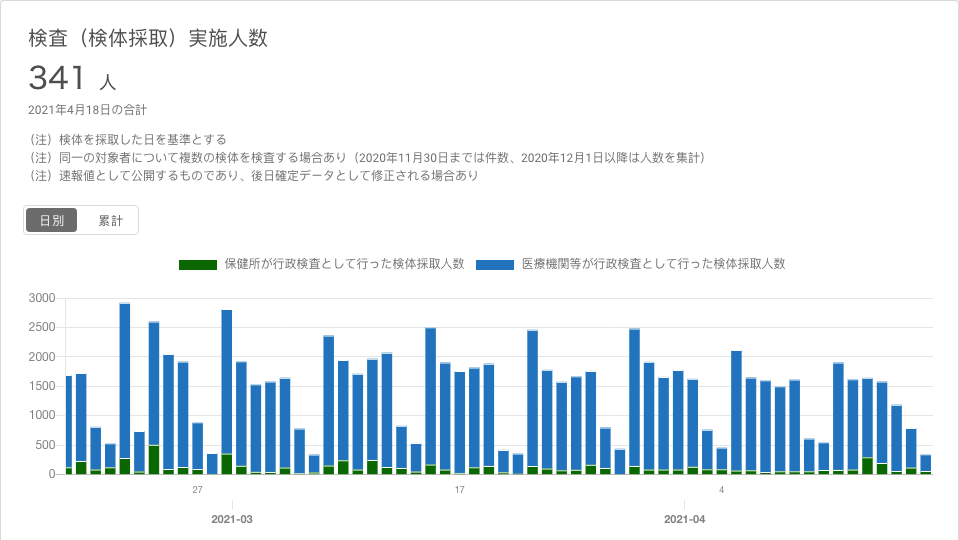 検査（検体採取）実施人数
341 人
2021年4月18日の合計
（注）検体を採取した日を基準とする
（注）同一の対象者について複数の検体を検査する場合あり（2020年11月30日までは件数、2020年12月1日以降は人数を集計）
（注）速報値として公開するものであり、後日確定データとして修正される場合あり
日別 累計
保健所が行政検査として行った検体採取人数 医療機関等が行政検査として行った検体採取人数
3000
2500
2000
1500
1000
500
0
27 17 4
2021-03 2021-04